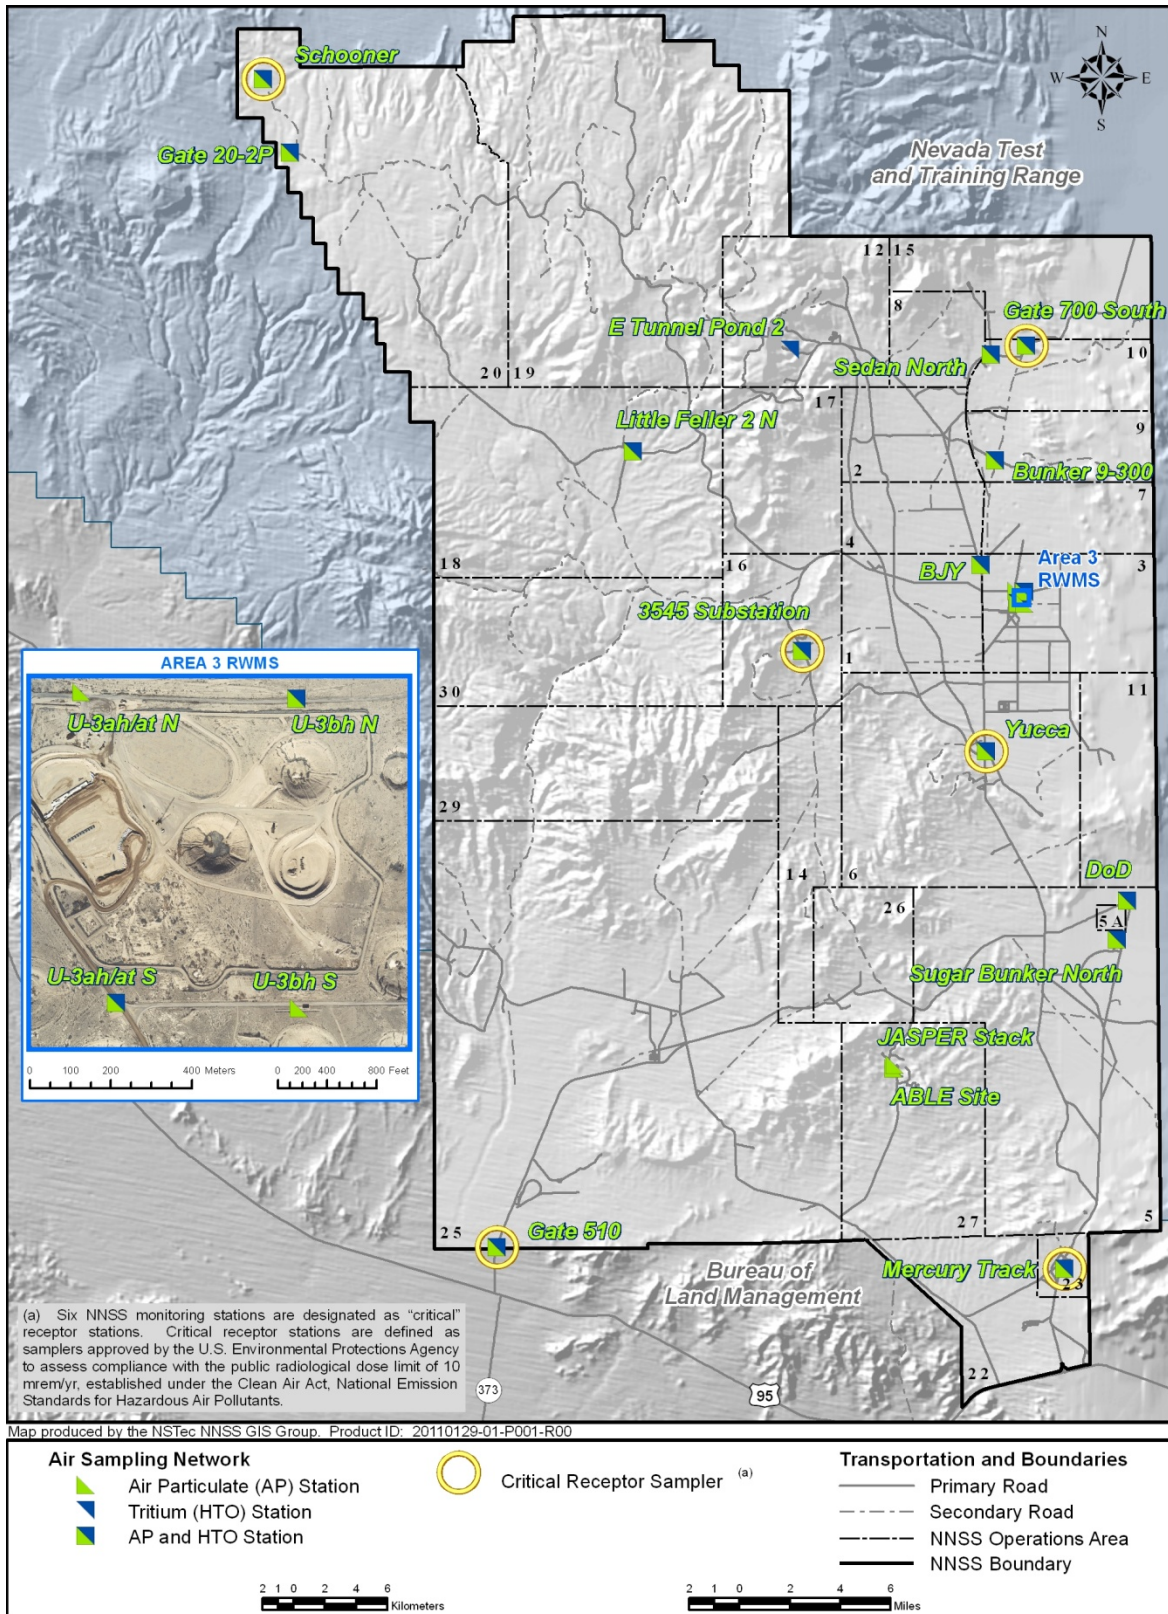 Schooner
N
W E
S
Gate 20-2P
Nevada Test
and Training Range
12 15
8
Gate 700 South
E Tunnel Pond 2
Sedan North
10
20 19
17
Little Feller 2 N
9
2
Bunker 9-300
7
4
18
16
BJY
Area 3
RWMS
3
3545 Substation
1
30
11
Yucca
29
14
6
DoD
26
5A
Sugar Bunker North
JASPER Stack
ABLE Site
25
Gate 510
27
5
Mercury Track
23
Bureau of
Land Management
22
373
95
AREA 3 RWMS
U-3ah/at N
U-3bh N
U-3ah/at S
U-3bh S
0 100 200 400 Meters
0 200 400 800 Feet
(a) Six NNSS monitoring stations are designated as “critical”
receptor stations. Critical receptor stations are defined as
samplers approved by the U.S. Environmental Protections Agency
to assess compliance with the public radiological dose limit of 10
mrem/yr, established under the Clean Air Act, National Emission
Standards for Hazardous Air Pollutants.
Map produced by the NSTec NNSS GIS Group. Product ID: 20110129-01-P001-R00
Air Sampling Network
Air Particulate (AP) Station
Tritium (HTO) Station
AP and HTO Station
Critical Receptor Sampler (a)
Transportation and Boundaries
Primary Road
Secondary Road
NNSS Operations Area
NNSS Boundary
2 1 0 2 4 6
Kilometers
2 0 2 4 6
Miles